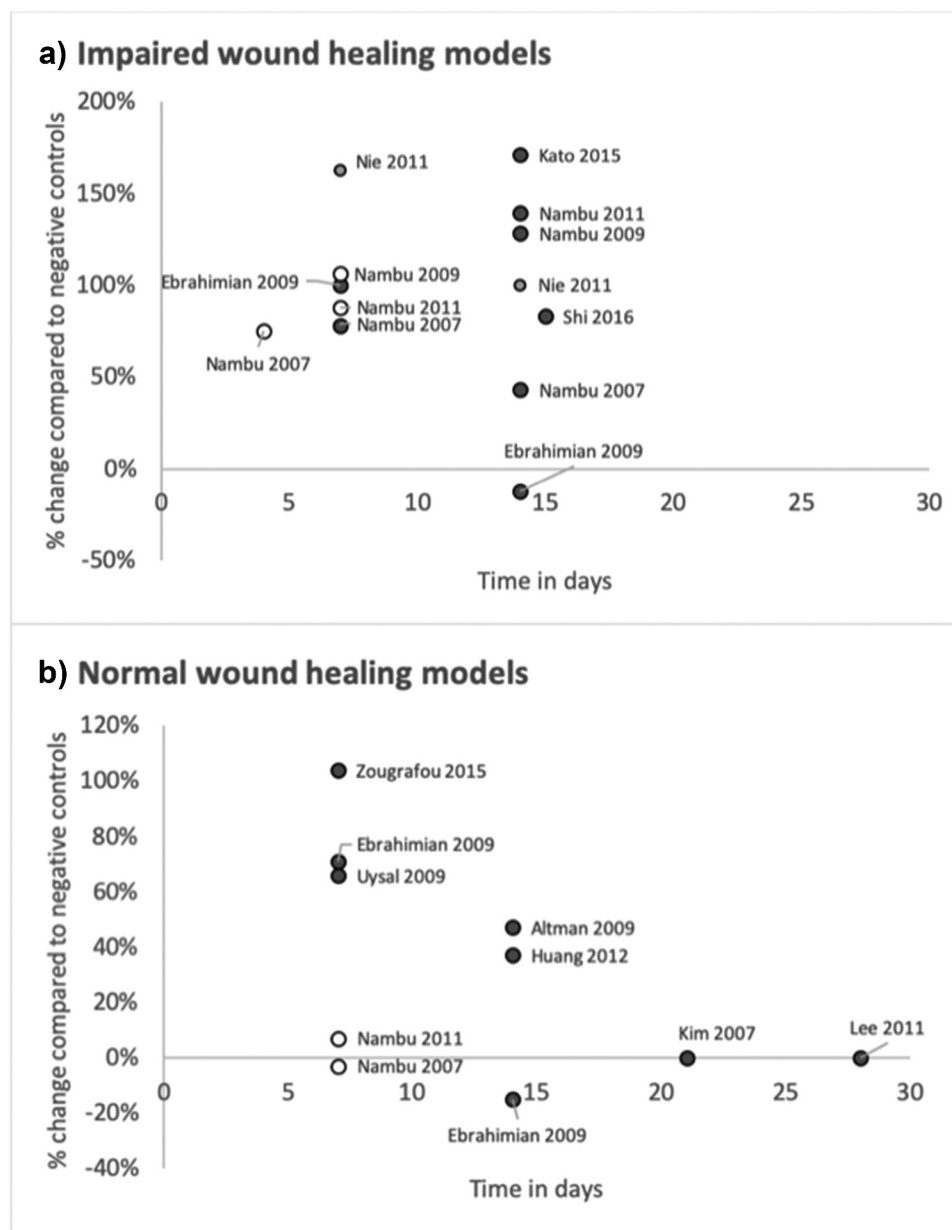 a) Impaired wound healing models
% change compared to negative controls
200%
150%
100%
50%
0%
-50%
Nie 2011
Kato 2015
Nambu 2011
Nambu 2009
Nambu 2009
Ebrahimian 2009
Nie 2011
Nambu 2011
Shi 2016
Nambu 2007
Nambu 2007
Nambu 2007
Ebrahimian 2009
0 5 10 15 20 25 30
Time in days
b) Normal wound healing models
% change compared to negative controls
120%
100%
80%
60%
40%
20%
0%
-20%
-40%
Zougrafou 2015
Ebrahimian 2009
Uysal 2009
Altman 2009
Huang 2012
Nambu 2011
Kim 2007
Lee 2011
Nambu 2007
0 5 10 15 20 25 30
Ebrahimian 2009
Time in days